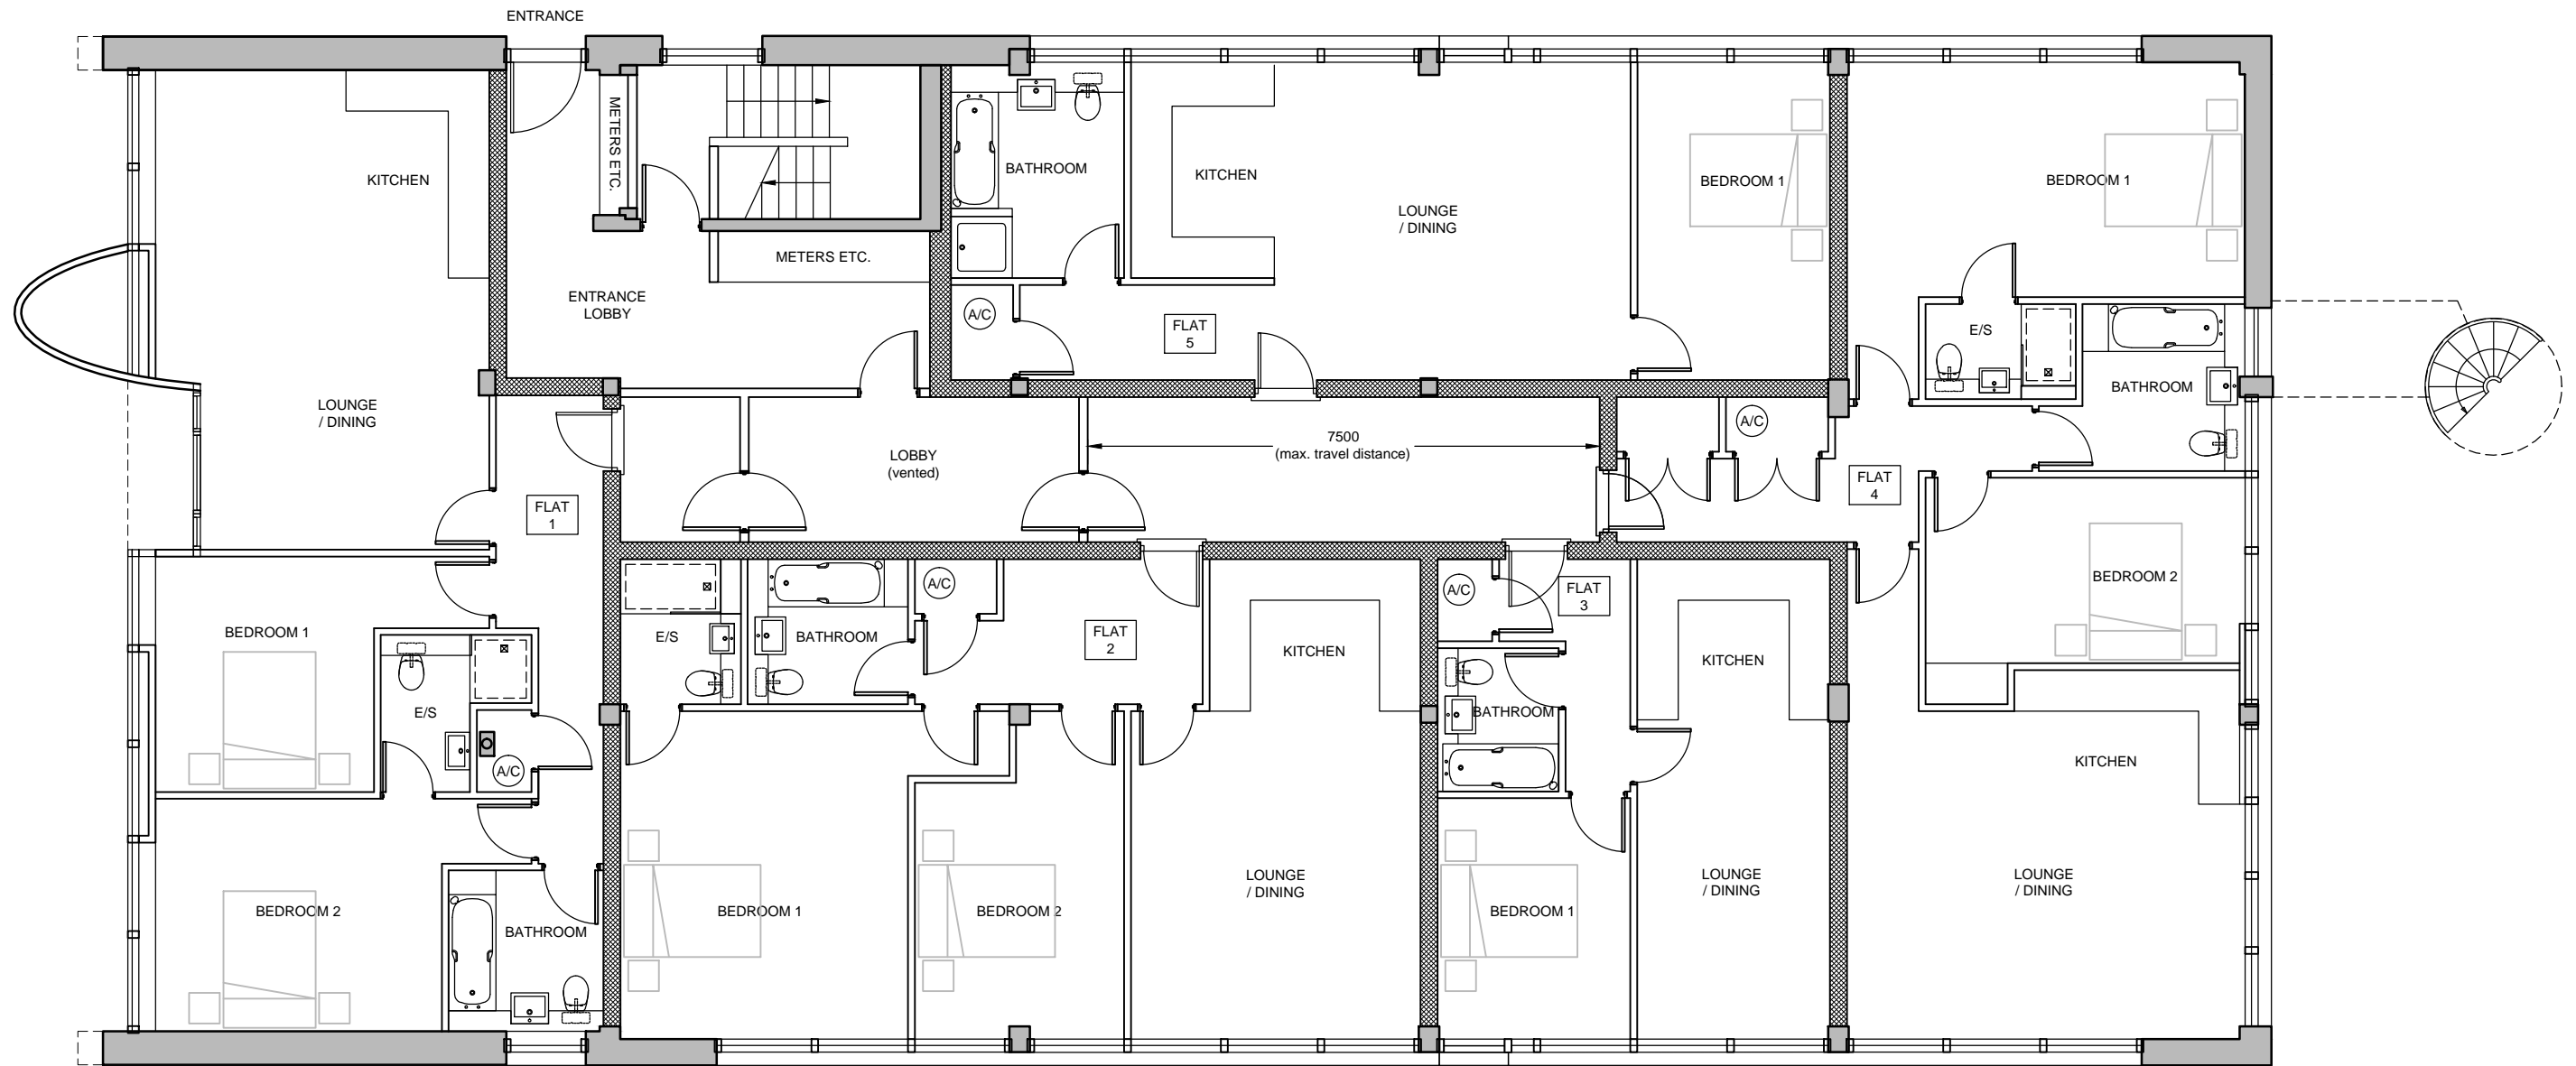 ENTRANCE
METERS ETC.
KITCHEN
BATHROOM
KITCHEN
LOUNGE
/ DINING
BEDROOM 1
BEDROOM 1
METERS ETC.
ENTRANCE
LOBBY
A/C
FLAT
5
E/S
BATHROOM
LOUNGE
/ DINING
LOBBY
(vented)
7500
(max. travel distance)
A/C
FLAT
4
FLAT
1
BEDROOM 2
BEDROOM 1
E/S
A/C
E/S
BATHROOM
A/C
FLAT
2
KITCHEN
A/C
FLAT
3
BATHROOM
KITCHEN
KITCHEN
BEDROOM 2
BATHROOM
BEDROOM 1
BEDROOM 2
LOUNGE
/ DINING
BEDROOM 1
LOUNGE
/ DINING
LOUNGE
/ DINING